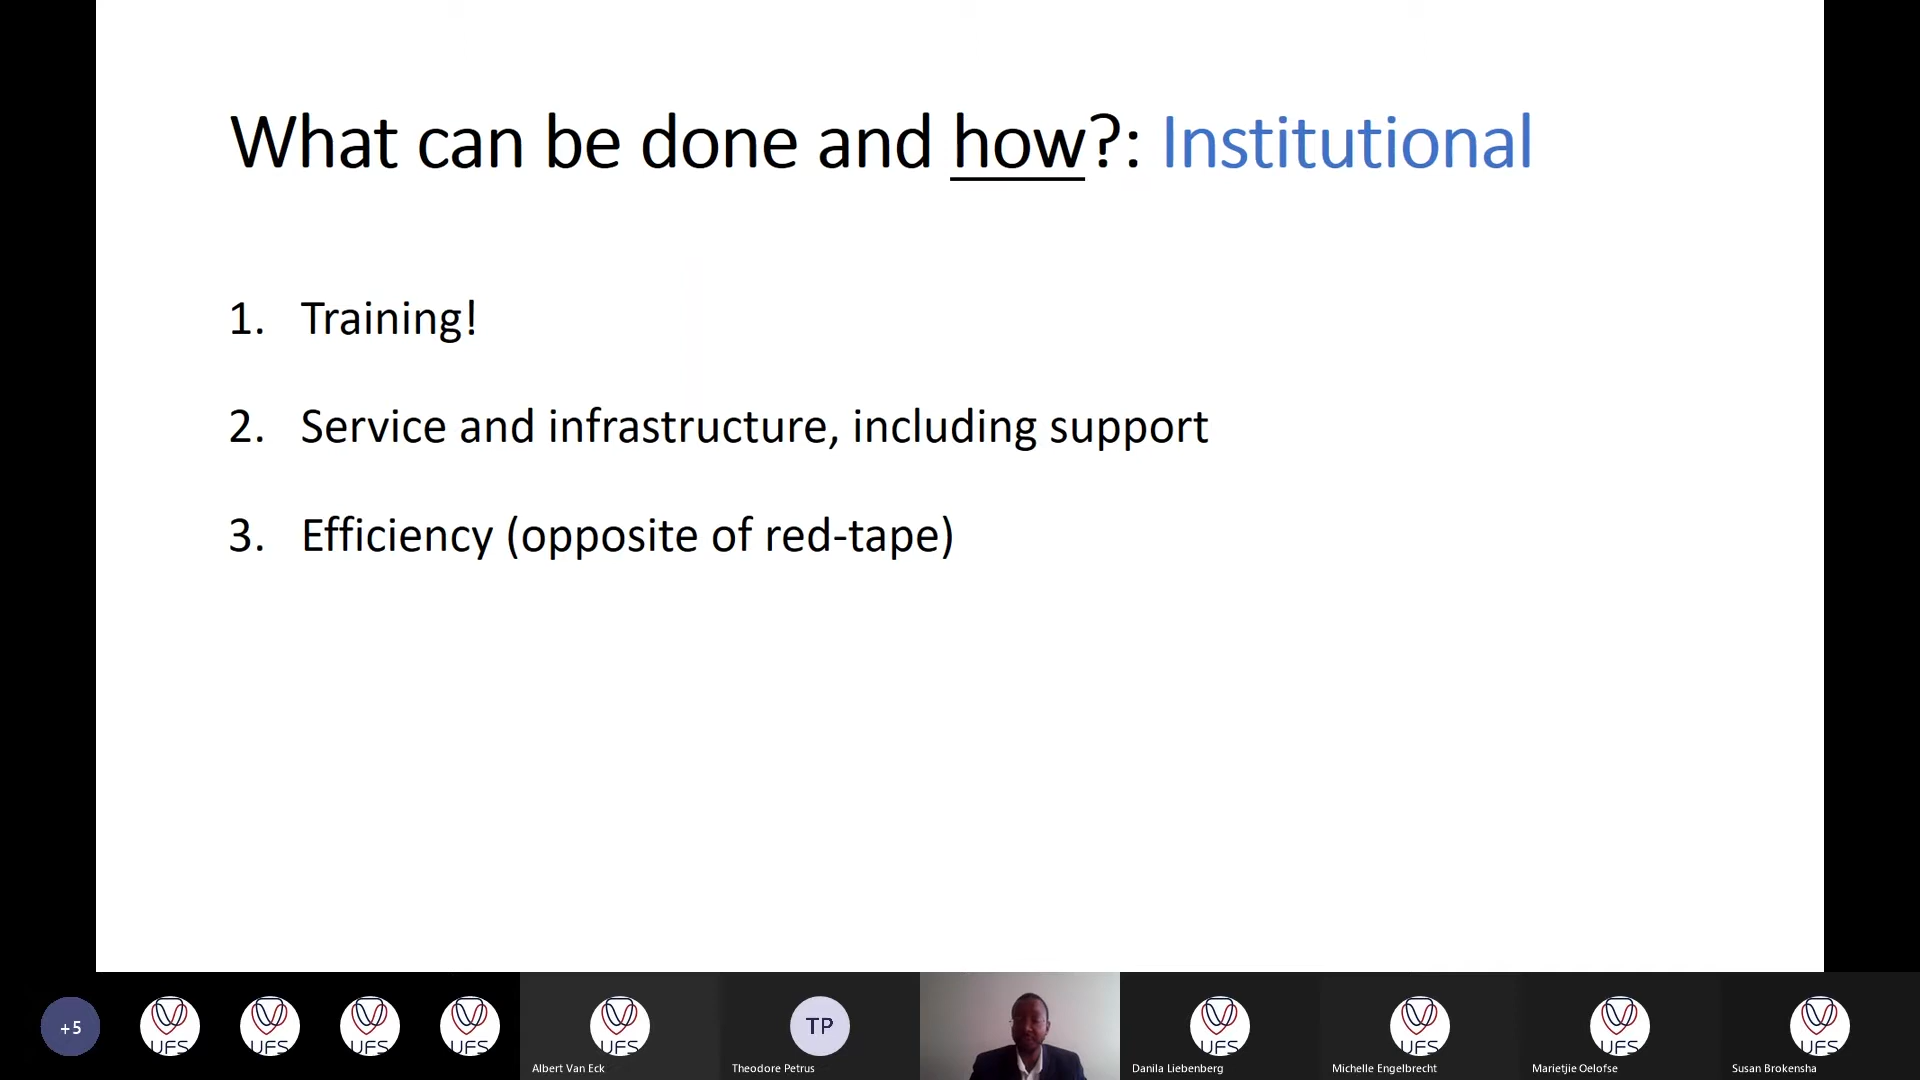 What can be done and how?: Institutional
1. Training!
2. Service and infrastructure, including support
3. Efficiency (opposite of red-tape)
+5
UFS
UFS
UFS
UFS
UFS
TP
UFS
UFS
UFS
UFS
Albert Van Eck
Theodore Petrus
Danila Liebenberg
Michelle Engelbrecht
Marietjie Oelofse
Susan Brokensha